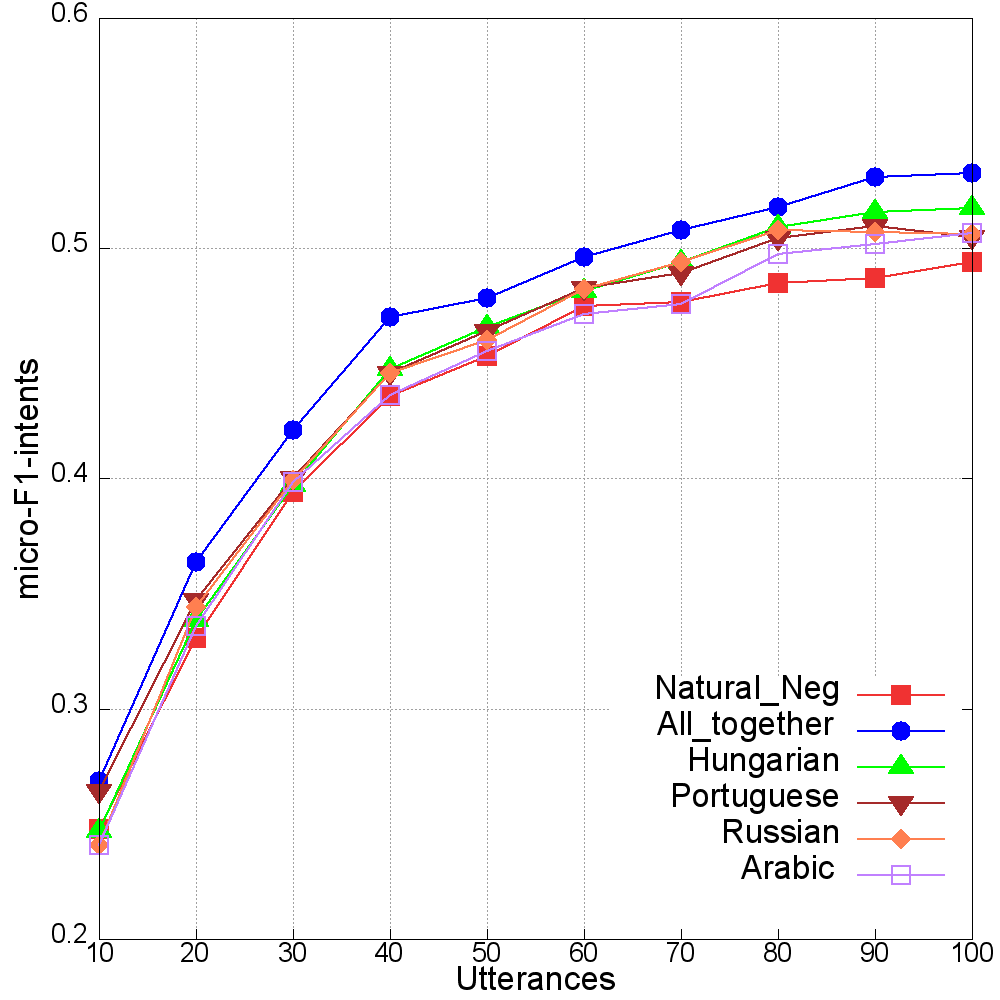 0.6
0.5
0.4
0.3
0.2
micro-F1-intents
Natural_Neg
All_together
Hungarian
Portuguese
Russian
Arabic
10 20 30 40 50 60 70 80 90 100
Utterances